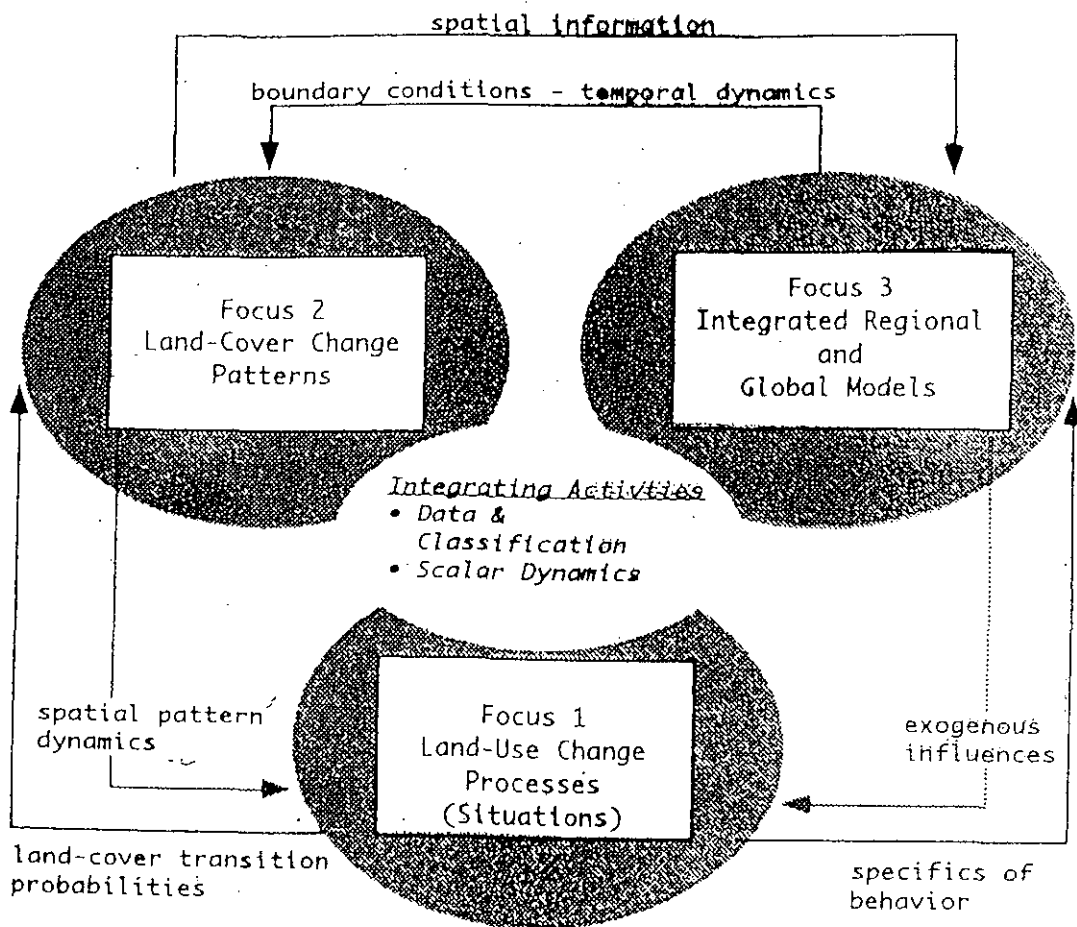 spatial information
boundary conditions - temporal dynamics
Focus 2
Land-Cover Change
Patterns
Focus 3
Integrated Regional
and
Global Models
Integrating Activties
• Data &
Classification
• Scalar Dynamics
spatial pattern
dynamics
Focus 1
Land-Use Change
Processes
(Situations)
exogenous
influences
land-cover transition
probabilities
specifics of
behavior